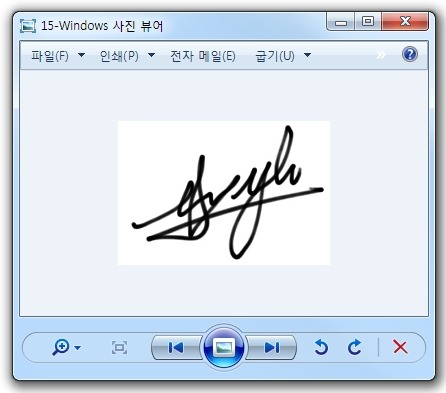 15-Windows 사진 뷰어
파일(F) 인쇄(P) 전자 메일(E) 굽기(U) »